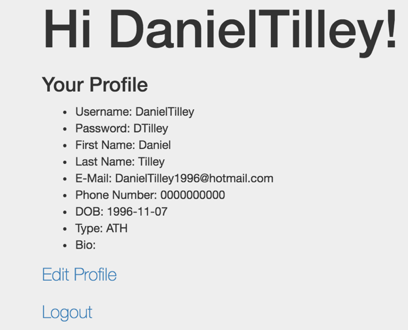 Hi DanielTilley!
Your Profile
• Username: DanielTilley
• Password: DTilley
• First Name: Daniel
• Last Name: Tilley
• E-Mail: DanielTilley1996@hotmail.com
• Phone Number: 0000000000
• DOB: 1996-11-07
• Type: ATH
• Bio:
Edit Profile
Logout